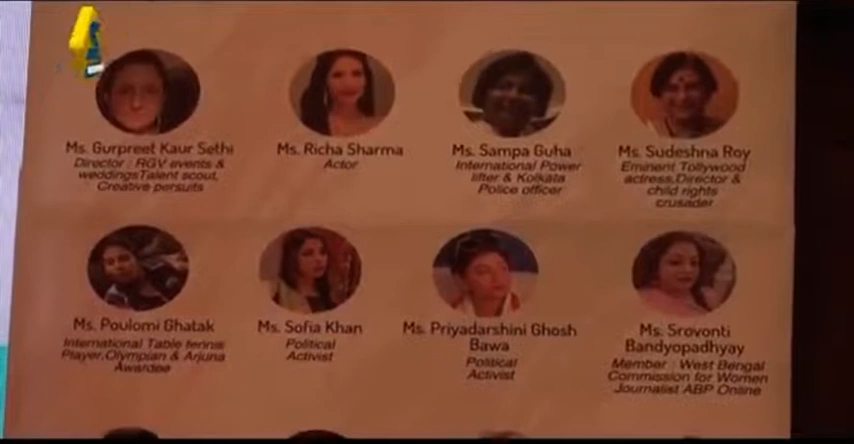 Ms. Gurpreet Kaur Sethi
Director : RGV events &
weddingsTalent scout,
Creative persuits
Ms. Richa Sharma
Actor
Ms. Sampa Guha
International Power
lifter & Kolkata
Police officer
Ms. Sudeshna Roy
Eminent Tollywood
actress,Director &
child rights
crusader
Ms. Poulomi Ghatak
International Table tennis
Player,Olympian & Arjuna
Awardee
Ms. Sofia Khan
Political
Activist
Ms. Priyadarshini Ghosh
Bawa
Political
Activist
Ms. Srovonti
Bandyopadhyay
Member : West Bengal
Commission for Women
Journalist ABP Online